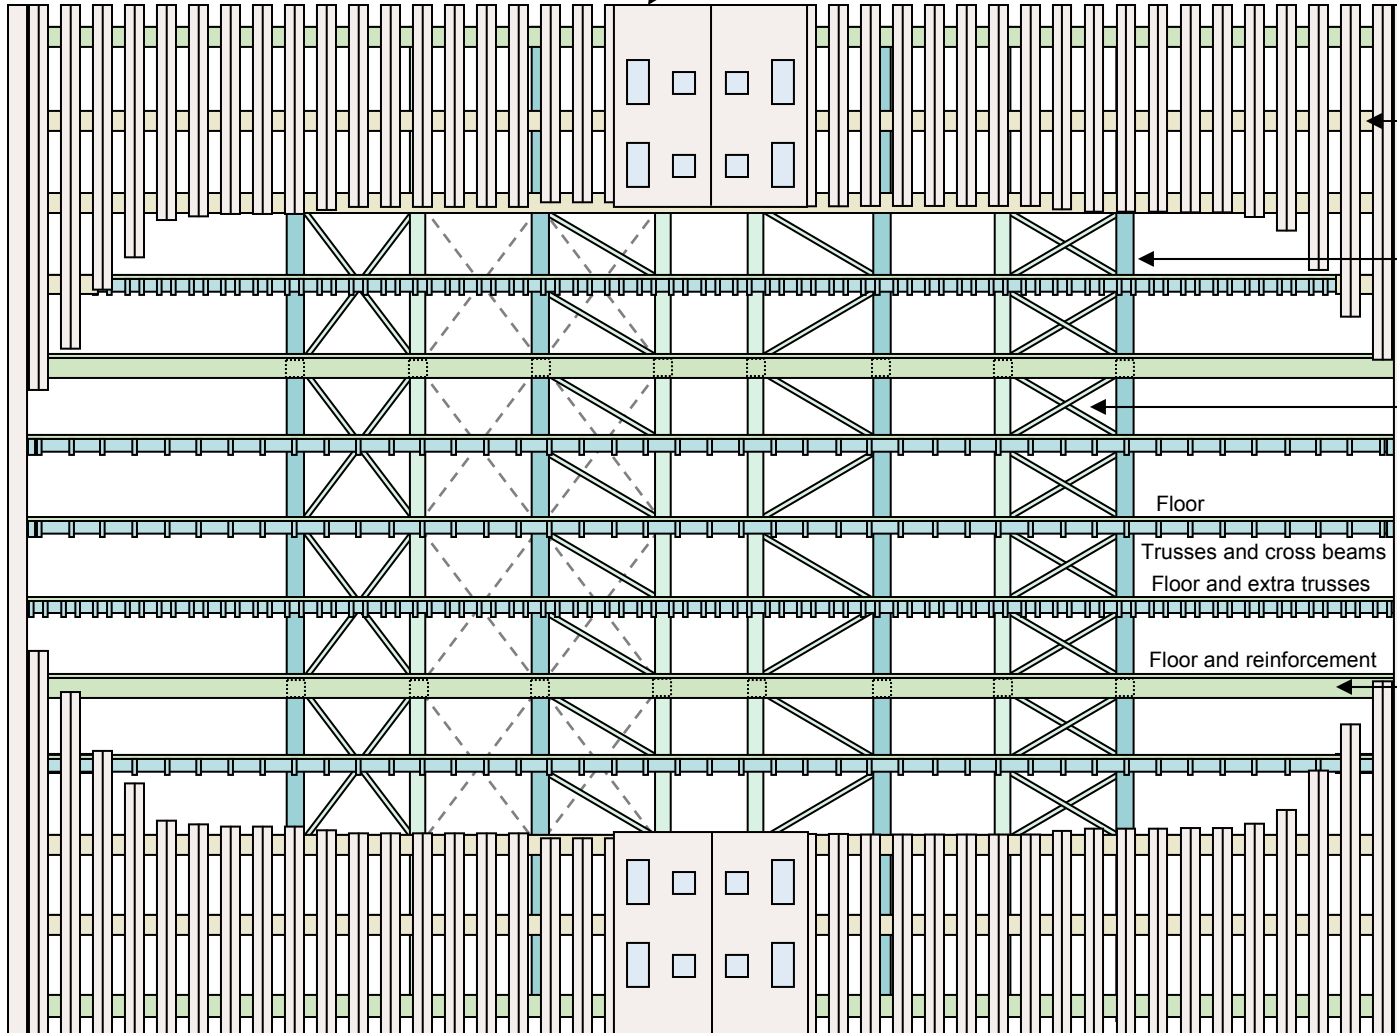 Floor
Trusses and cross beams
Floor and extra trusses
Floor and reinforcement